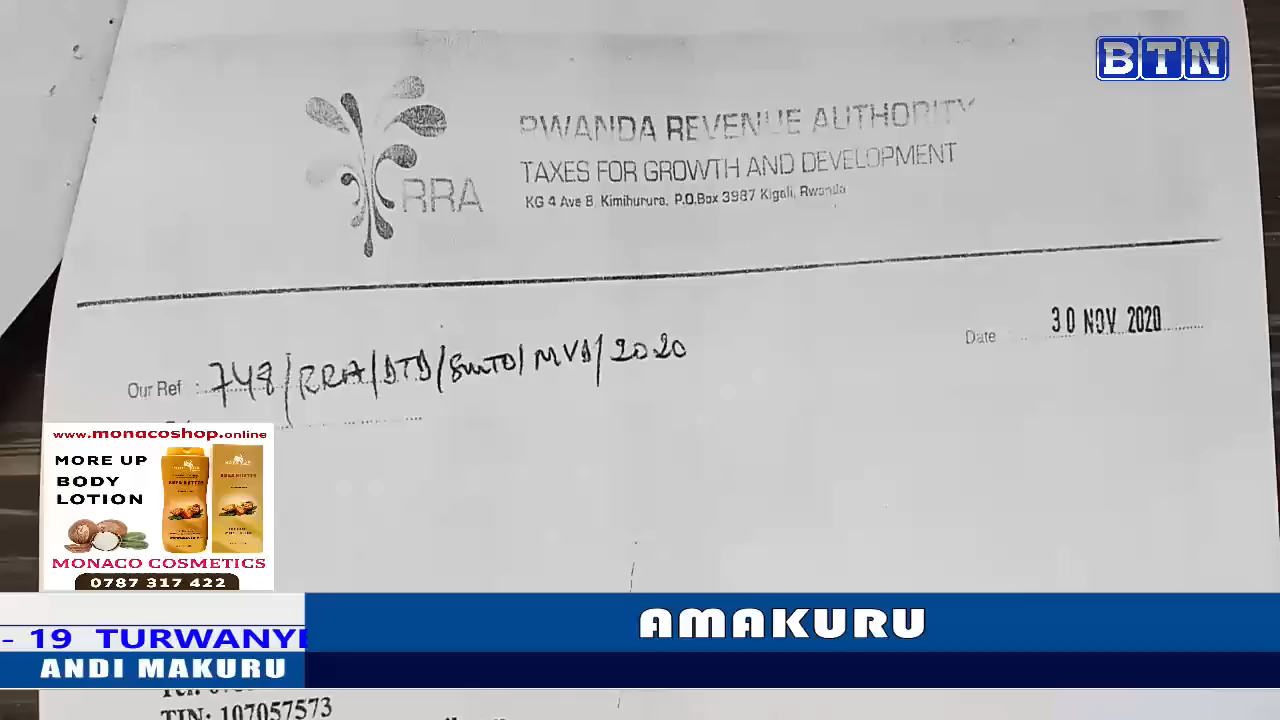 BTN
RWANDA REVENUE AUTHORITY
TAXES FOR GROWTH AND DEVELOPMENT
KG 4 Ave 8, Kimihurura, P.O.Box 3987 Kigali, Rwanda
RRA
Date 30 NOV 2020
Our Ref : 748/RRA/DTD/SMTO/MVD/2020
www.monacoshop.online
MORE UP
BODY
LOTION
MONACO COSMETICS
0787 317 422
AMAKURU
- 19 TURWANYE
ANDI MAKURU
TIN: 107057573